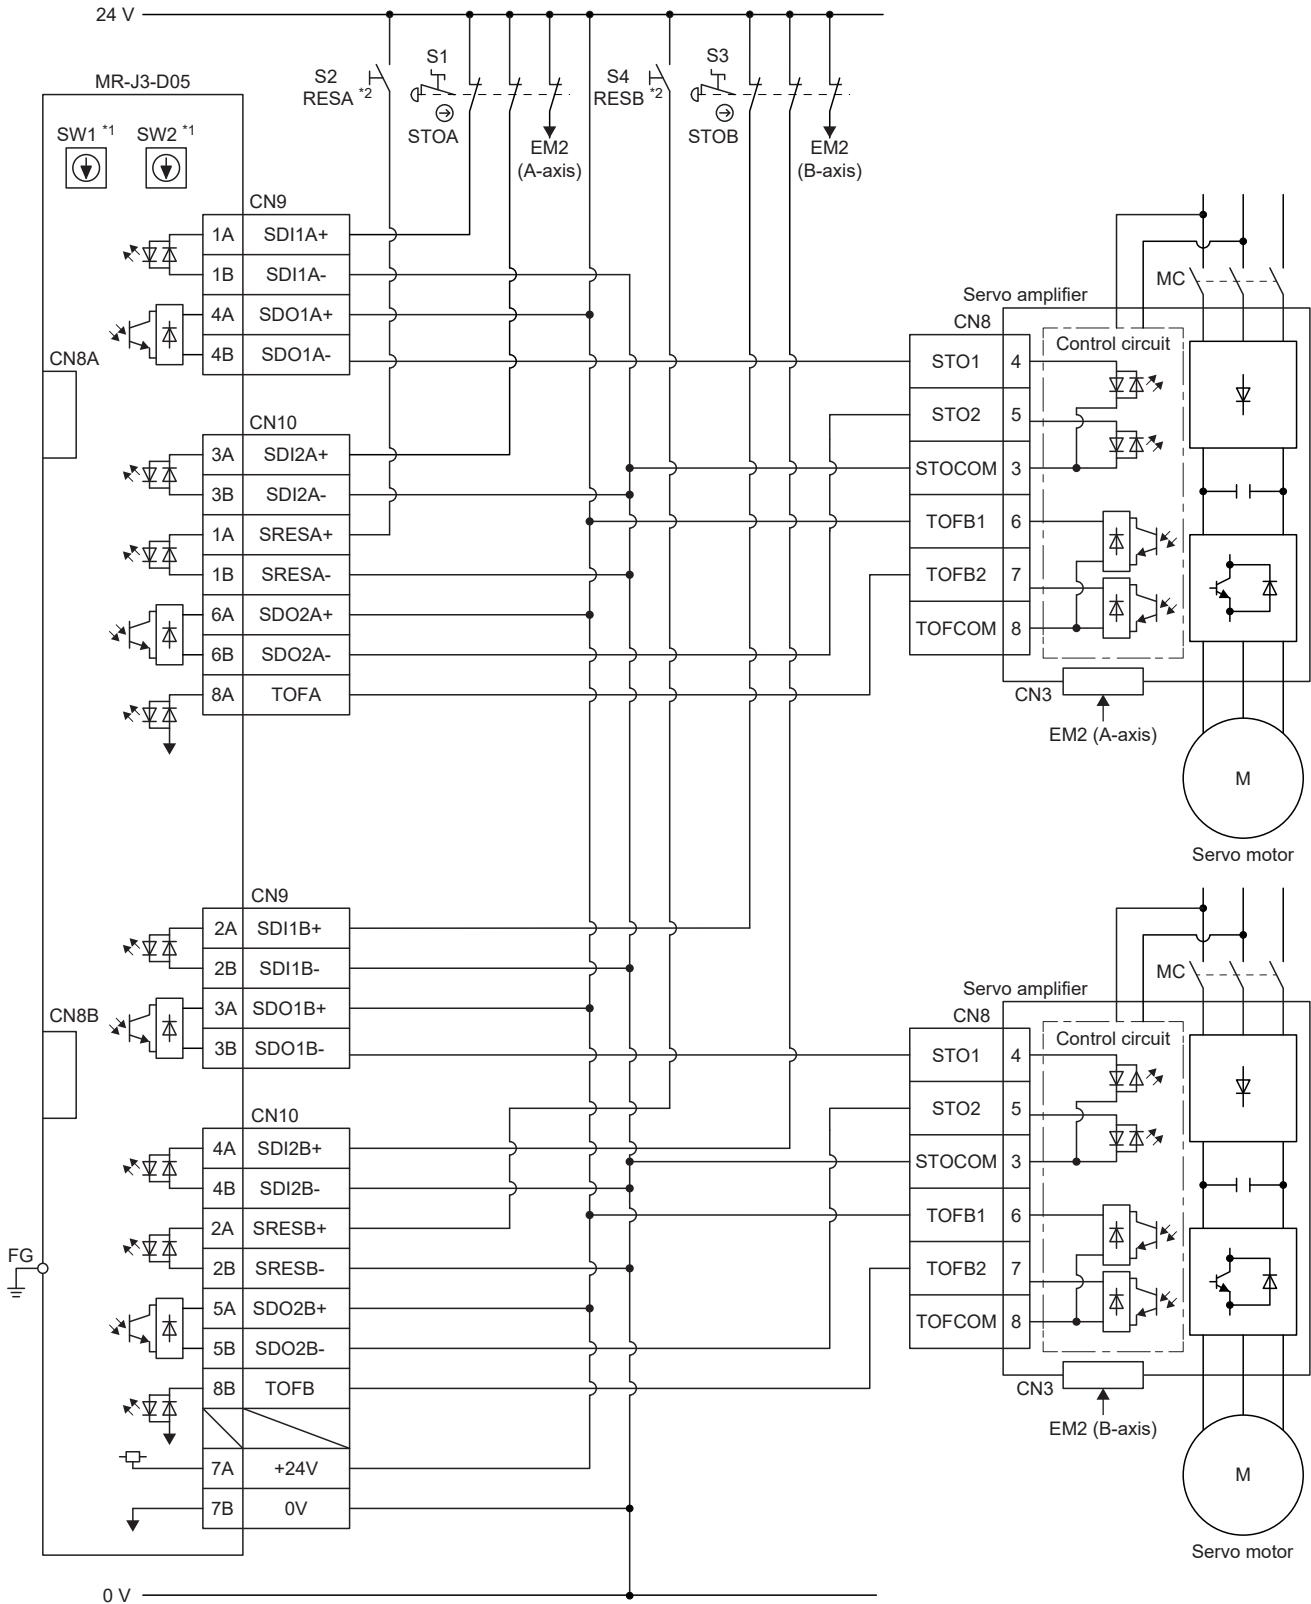 24 V
MR-J3-D05
SW1 *1
SW2 *1
S2
RESA *2
S1
STOA
EM2
(A-axis)
S4
RESB *2
S3
STOB
EM2
(B-axis)
CN9
1A SDI1A+
1B SDI1A-
4A SDO1A+
4B SDO1A-
CN8A
CN10
3A SDI2A+
3B SDI2A-
1A SRESA+
1B SRESA-
6A SDO2A+
6B SDO2A-
8A TOFA
MC
Servo amplifier
CN8
Control circuit
STO1 4
STO2 5
STOCOM 3
TOFB1 6
TOFB2 7
TOFCOM 8
CN3
EM2 (A-axis)
M
Servo motor
CN9
2A SDI1B+
2B SDI1B-
3A SDO1B+
3B SDO1B-
CN8B
CN10
4A SDI2B+
4B SDI2B-
2A SRESB+
2B SRESB-
5A SDO2B+
5B SDO2B-
8B TOFB
7A +24V
7B 0V
FG
MC
Servo amplifier
CN8
Control circuit
STO1 4
STO2 5
STOCOM 3
TOFB1 6
TOFB2 7
TOFCOM 8
CN3
EM2 (B-axis)
M
Servo motor
0 V